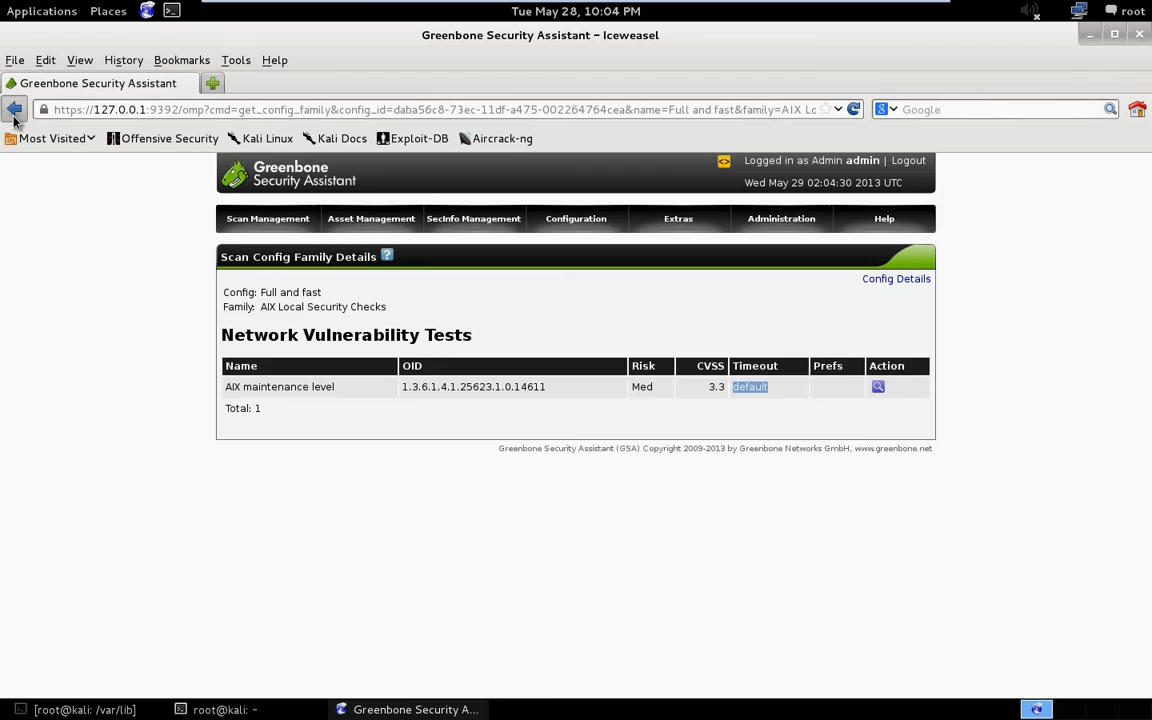 Applications Places Tue May 28, 10:04 PM root
Greenbone Security Assistant - Iceweasel
File Edit View History Bookmarks Tools Help
Greenbone Security Assistant
https://127.0.0.1:9392/omp?cmd=get_config_family&config_id=daba56c8-73ec-11df-a475-002264764cea&name=Full and fast&family=AIX Lc Google
Most Visited Offensive Security Kali Linux Kali Docs Exploit-DB Aircrack-ng
Greenbone
Security Assistant
Logged in as Admin admin | Logout
Wed May 29 02:04:30 2013 UTC
Scan Management Asset Management SecInfo Management Configuration Extras Administration Help
Scan Config Family Details ?
Config Details
Config: Full and fast
Family: AIX Local Security Checks
Network Vulnerability Tests
Name OID Risk CVSS Timeout Prefs Action
AIX maintenance level 1.3.6.1.4.1.25623.1.0.14611 Med 3.3 default
Total: 1
Greenbone Security Assistant (GSA) Copyright 2009-2013 by Greenbone Networks GmbH, www.greenbone.net
[root@kali: /var/lib] root@kali: ~ Greenbone Security A...